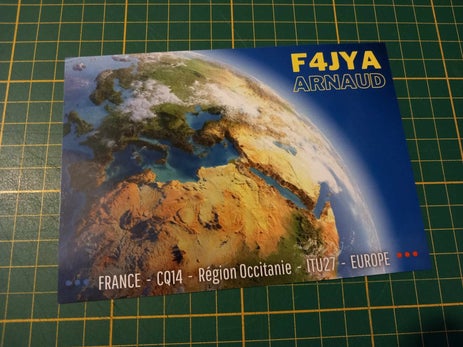 F4JYA
ARNAUD
FRANCE - CQ14 - Région Occitanie - ITU27 - EUROPE